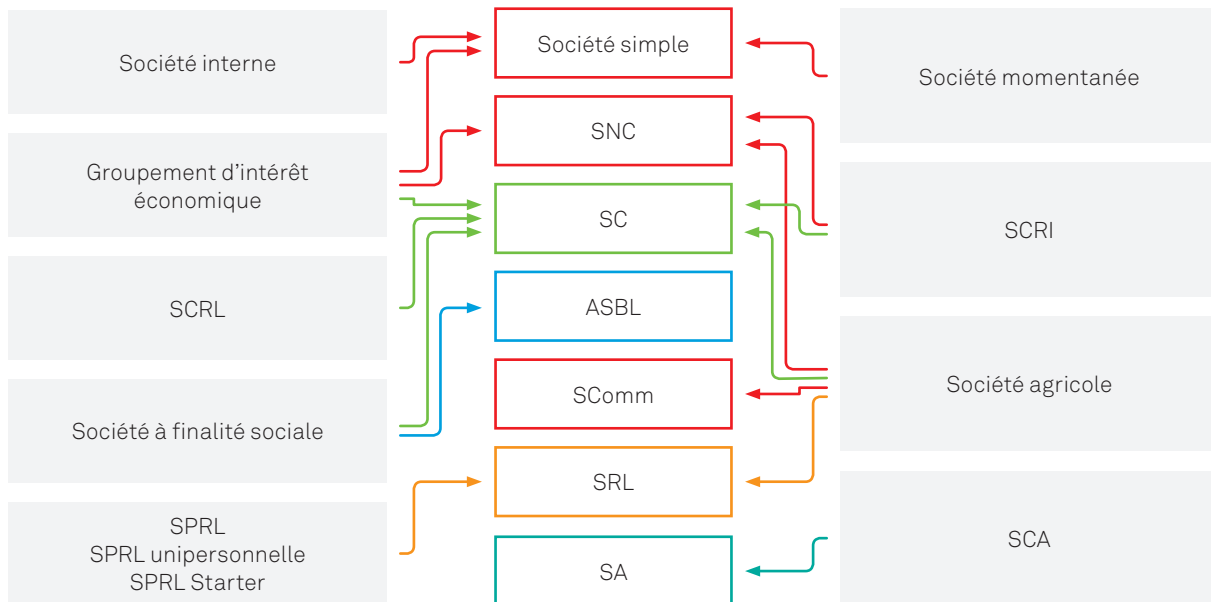 Société interne
Groupement d'intérêt
économique
SCRL
Société à finalité sociale
SPRL
SPRL unipersonnelle
SPRL Starter
Société simple
SNC
SC
ASBL
SComm
SRL
SA
Société momentanée
SCRI
Société agricole
SCA